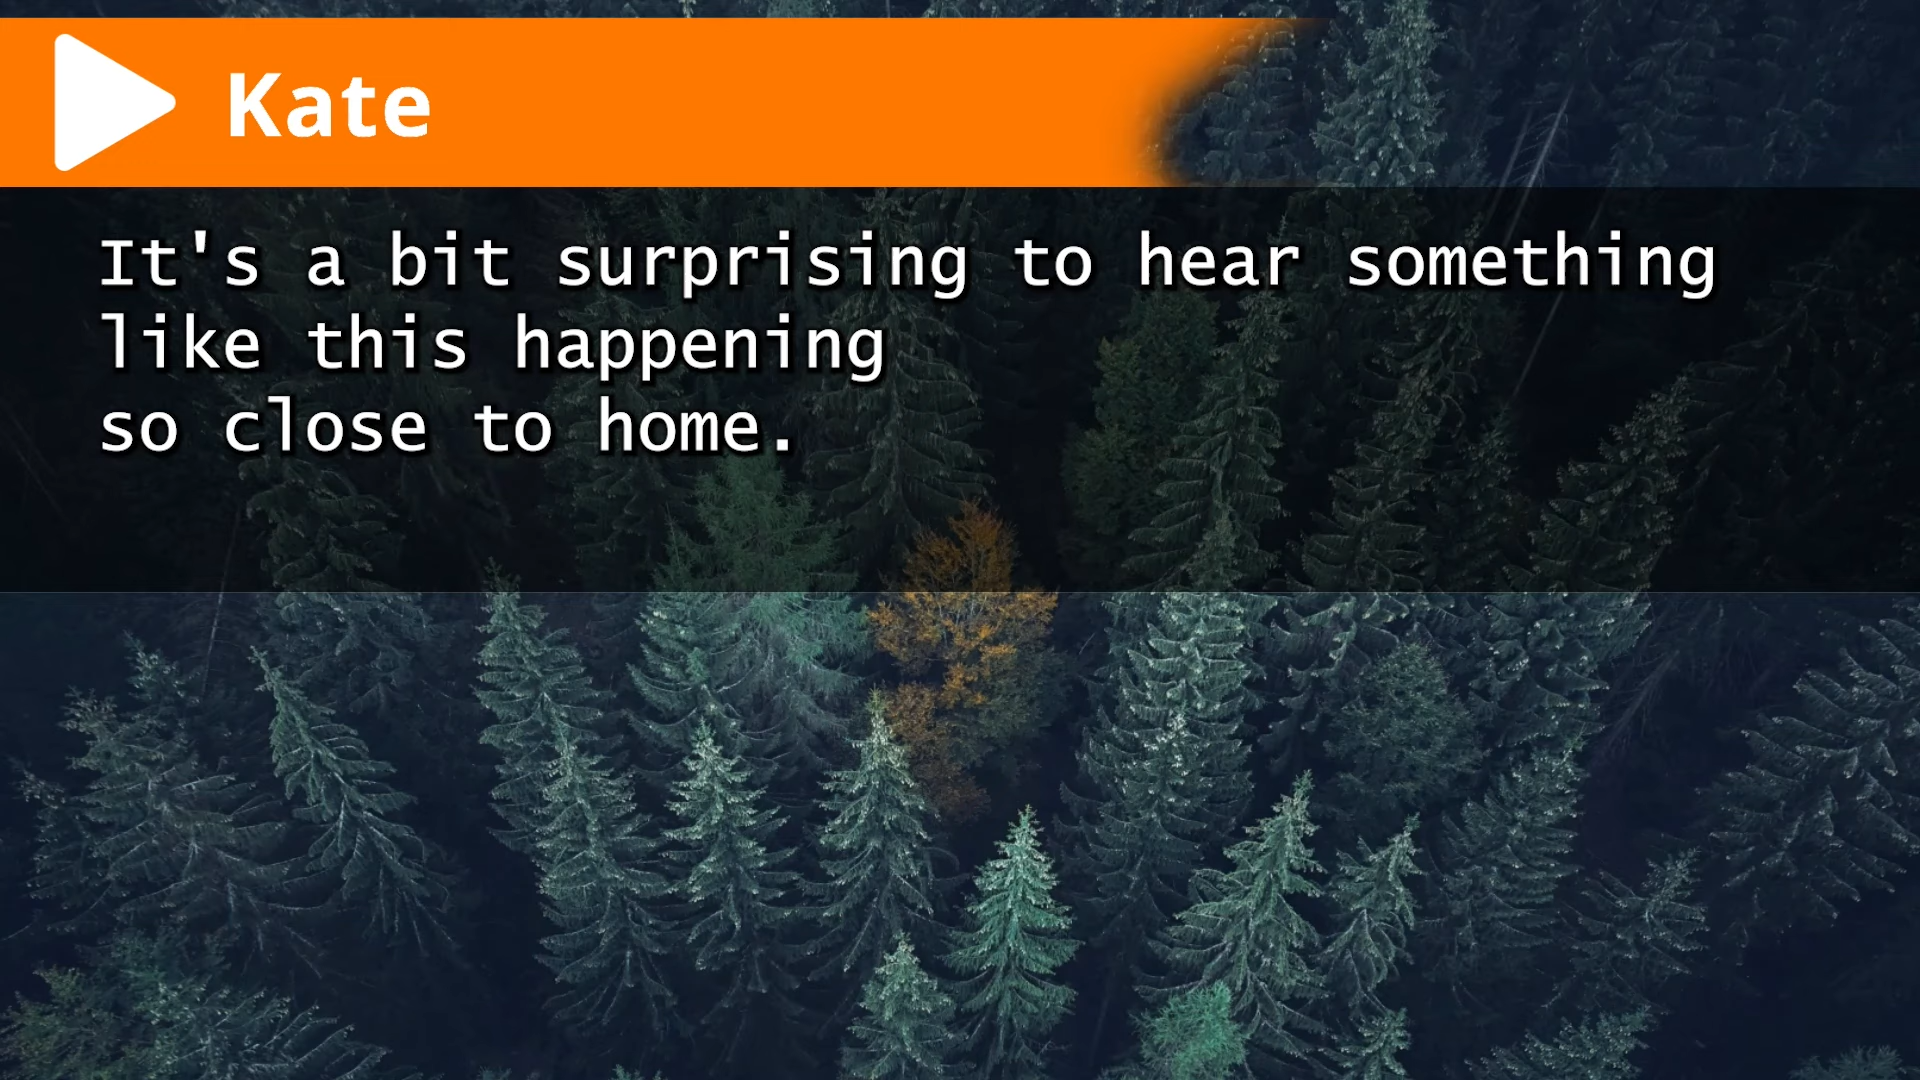 Kate
It's a bit surprising to hear something
like this happening
so close to home.